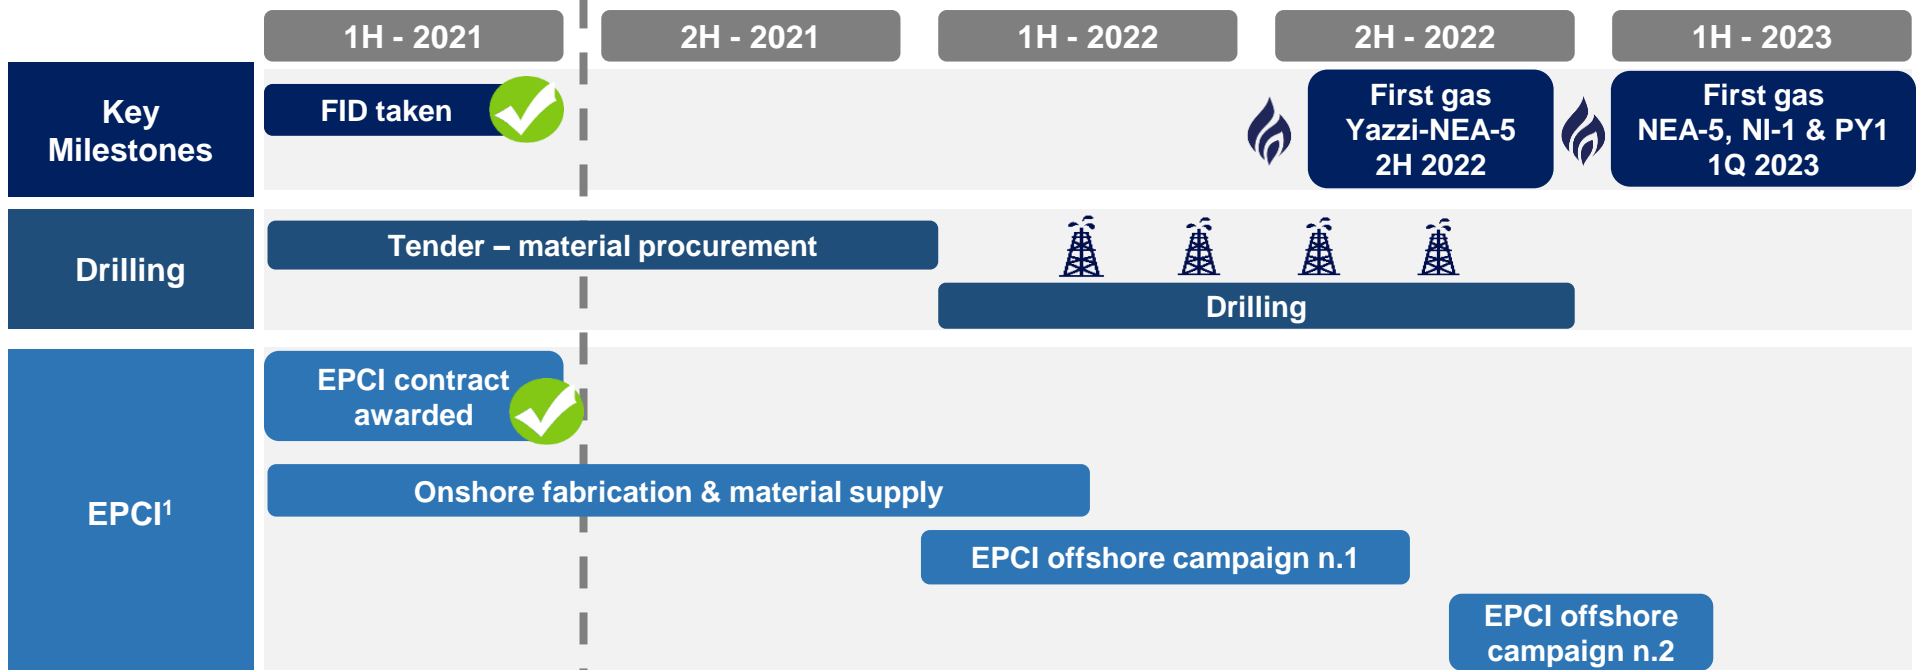 1H - 2021
2H - 2021
1H - 2022
2H - 2022
1H - 2023
Key
Milestones
FID taken
First gas
Yazzi-NEA-5
2H 2022
First gas
NEA-5, NI-1 & PY1
1Q 2023
Drilling
Tender – material procurement
Drilling
EPCI¹
EPCI contract
awarded
Onshore fabrication & material supply
EPCI offshore campaign n.1
EPCI offshore
campaign n.2